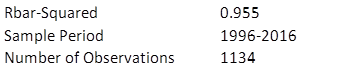 Rbar-Squared 0.955
Sample Period 1996-2016
Number of Observations 1134